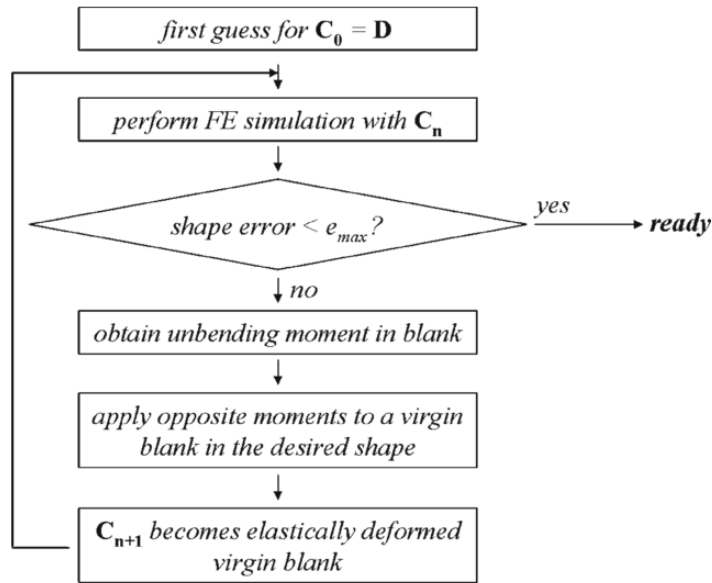 first guess for C₀ = D
perform FE simulation with Cₙ
shape error < eₘₐₓ?
yes
ready
no
obtain unbending moment in blank
apply opposite moments to a virgin
blank in the desired shape
Cₙ₊₁ becomes elastically deformed
virgin blank